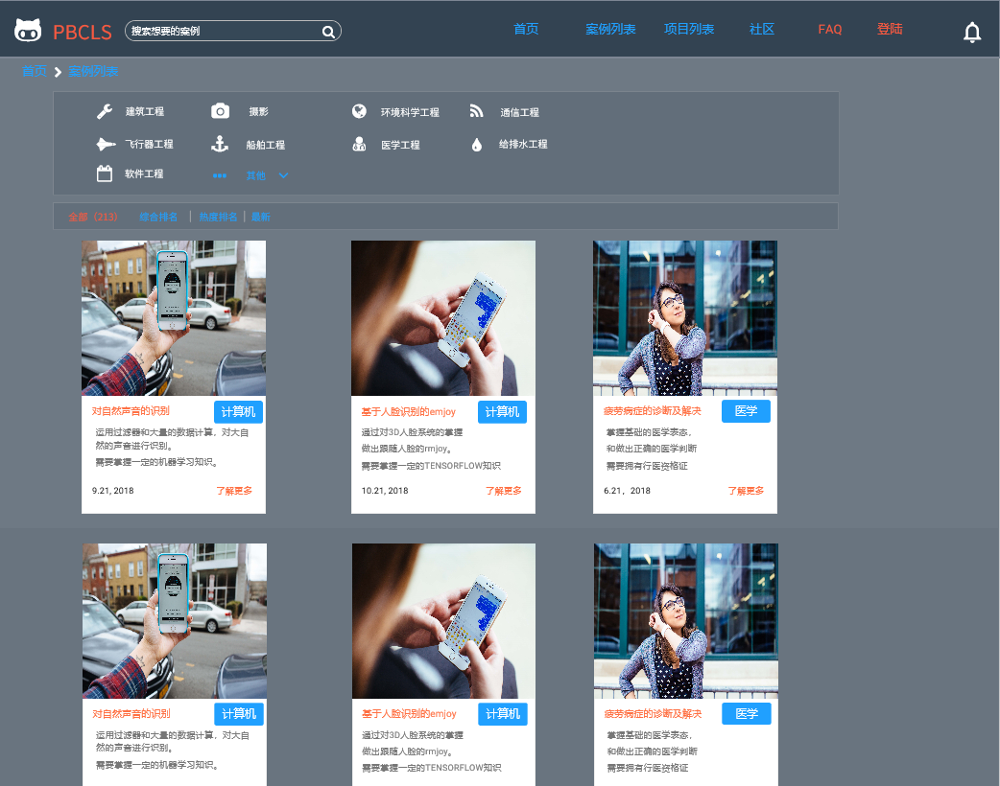 PBCLS
搜索想要的案例
首页 案例列表 项目列表 社区 FAQ 登陆
首页 案例列表
建筑工程 摄影 环境科学工程 通信工程
飞行器工程 船舶工程 医学工程 给排水工程
软件工程 其他
全部（213） 综合排名 | 热度排名 | 最新
对自然声音的识别 计算机
运用过滤器和大量的数据计算，对大自
然的声音进行识别。
需要掌握一定的机器学习知识。
9.21, 2018 了解更多
基于人脸识别的emjoy 计算机
通过对3D人脸系统的掌握
做出跟随人脸的rmjoy。
需要掌握一定的TENSORFLOW知识
10.21, 2018 了解更多
疲劳病症的诊断及解决 医学
掌握基础的医学表态，
和做出正确的医学判断
需要拥有行医资格证
6.21，2018 了解更多
对自然声音的识别 计算机
运用过滤器和大量的数据计算，对大自
然的声音进行识别。
需要掌握一定的机器学习知识。
基于人脸识别的emjoy 计算机
通过对3D人脸系统的掌握
做出跟随人脸的rmjoy。
需要掌握一定的TENSORFLOW知识
疲劳病症的诊断及解决 医学
掌握基础的医学表态，
和做出正确的医学判断
需要拥有行医资格证